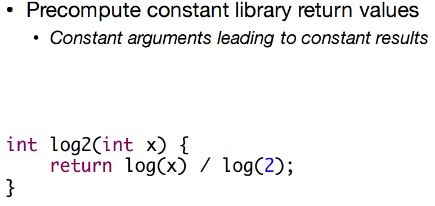 • Precompute constant library return values
• Constant arguments leading to constant results
int log2(int x) {
    return log(x) / log(2);
}